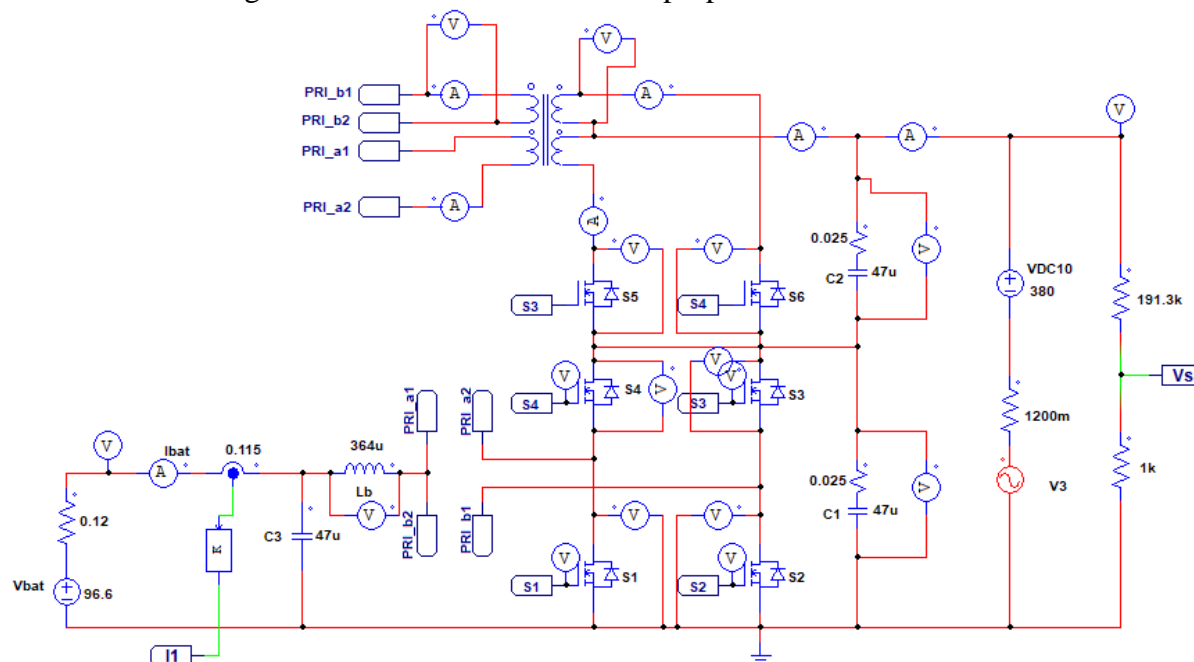 V
V
PRI_b1
A
A
PRI_b2
V
PRI_a1
A
A
PRI_a2
A
A
V
V
0.025
V
VDC10
C2
47u
380
191.3k
S3
S5
S4
S6
Vs
PRI_a1
PRI_a2
V
V
V
V
V
S4
S4
S3
S3
1200m
V
Ibat
0.115
364u
A
0.025
V
1k
Lb
V3
V
V
V
C1
47u
0.12
C3
47u
PRI_b2
PRI_b1
K
V
V
Vbat
96.6
S1
S1
S2
S2
I1